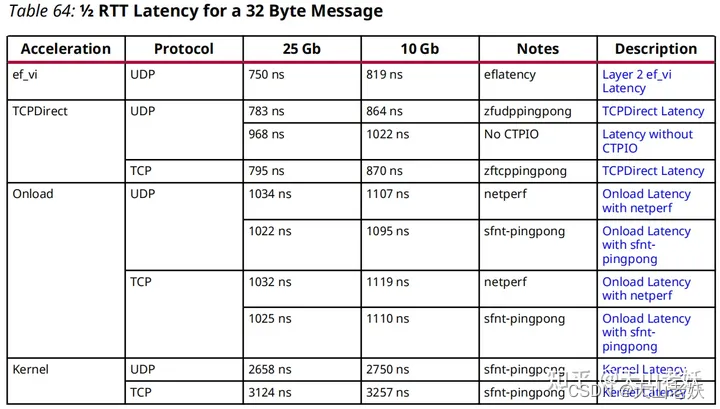 Table 64: ½ RTT Latency for a 32 Byte Message
Acceleration Protocol 25 Gb 10 Gb Notes Description
ef_vi UDP 750 ns 819 ns eflatency Layer 2 ef_vi
Latency
TCPDirect UDP 783 ns 864 ns zfudppingpong TCPDirect Latency
968 ns 1022 ns No CTPIO Latency without
CTPIO
TCP 795 ns 870 ns zftcppingpong TCPDirect Latency
Onload UDP 1034 ns 1107 ns netperf Onload Latency
with netperf
1022 ns 1095 ns sfnt-pingpong Onload Latency
with sfnt-
pingpong
TCP 1032 ns 1119 ns netperf Onload Latency
with netperf
1025 ns 1110 ns sfnt-pingpong Onload Latency
with sfnt-
pingpong
Kernel UDP 2658 ns 2750 ns sfnt-pingpong Kernel Latency
TCP 3124 ns 3257 ns sfnt-pingpong Kernel Latency